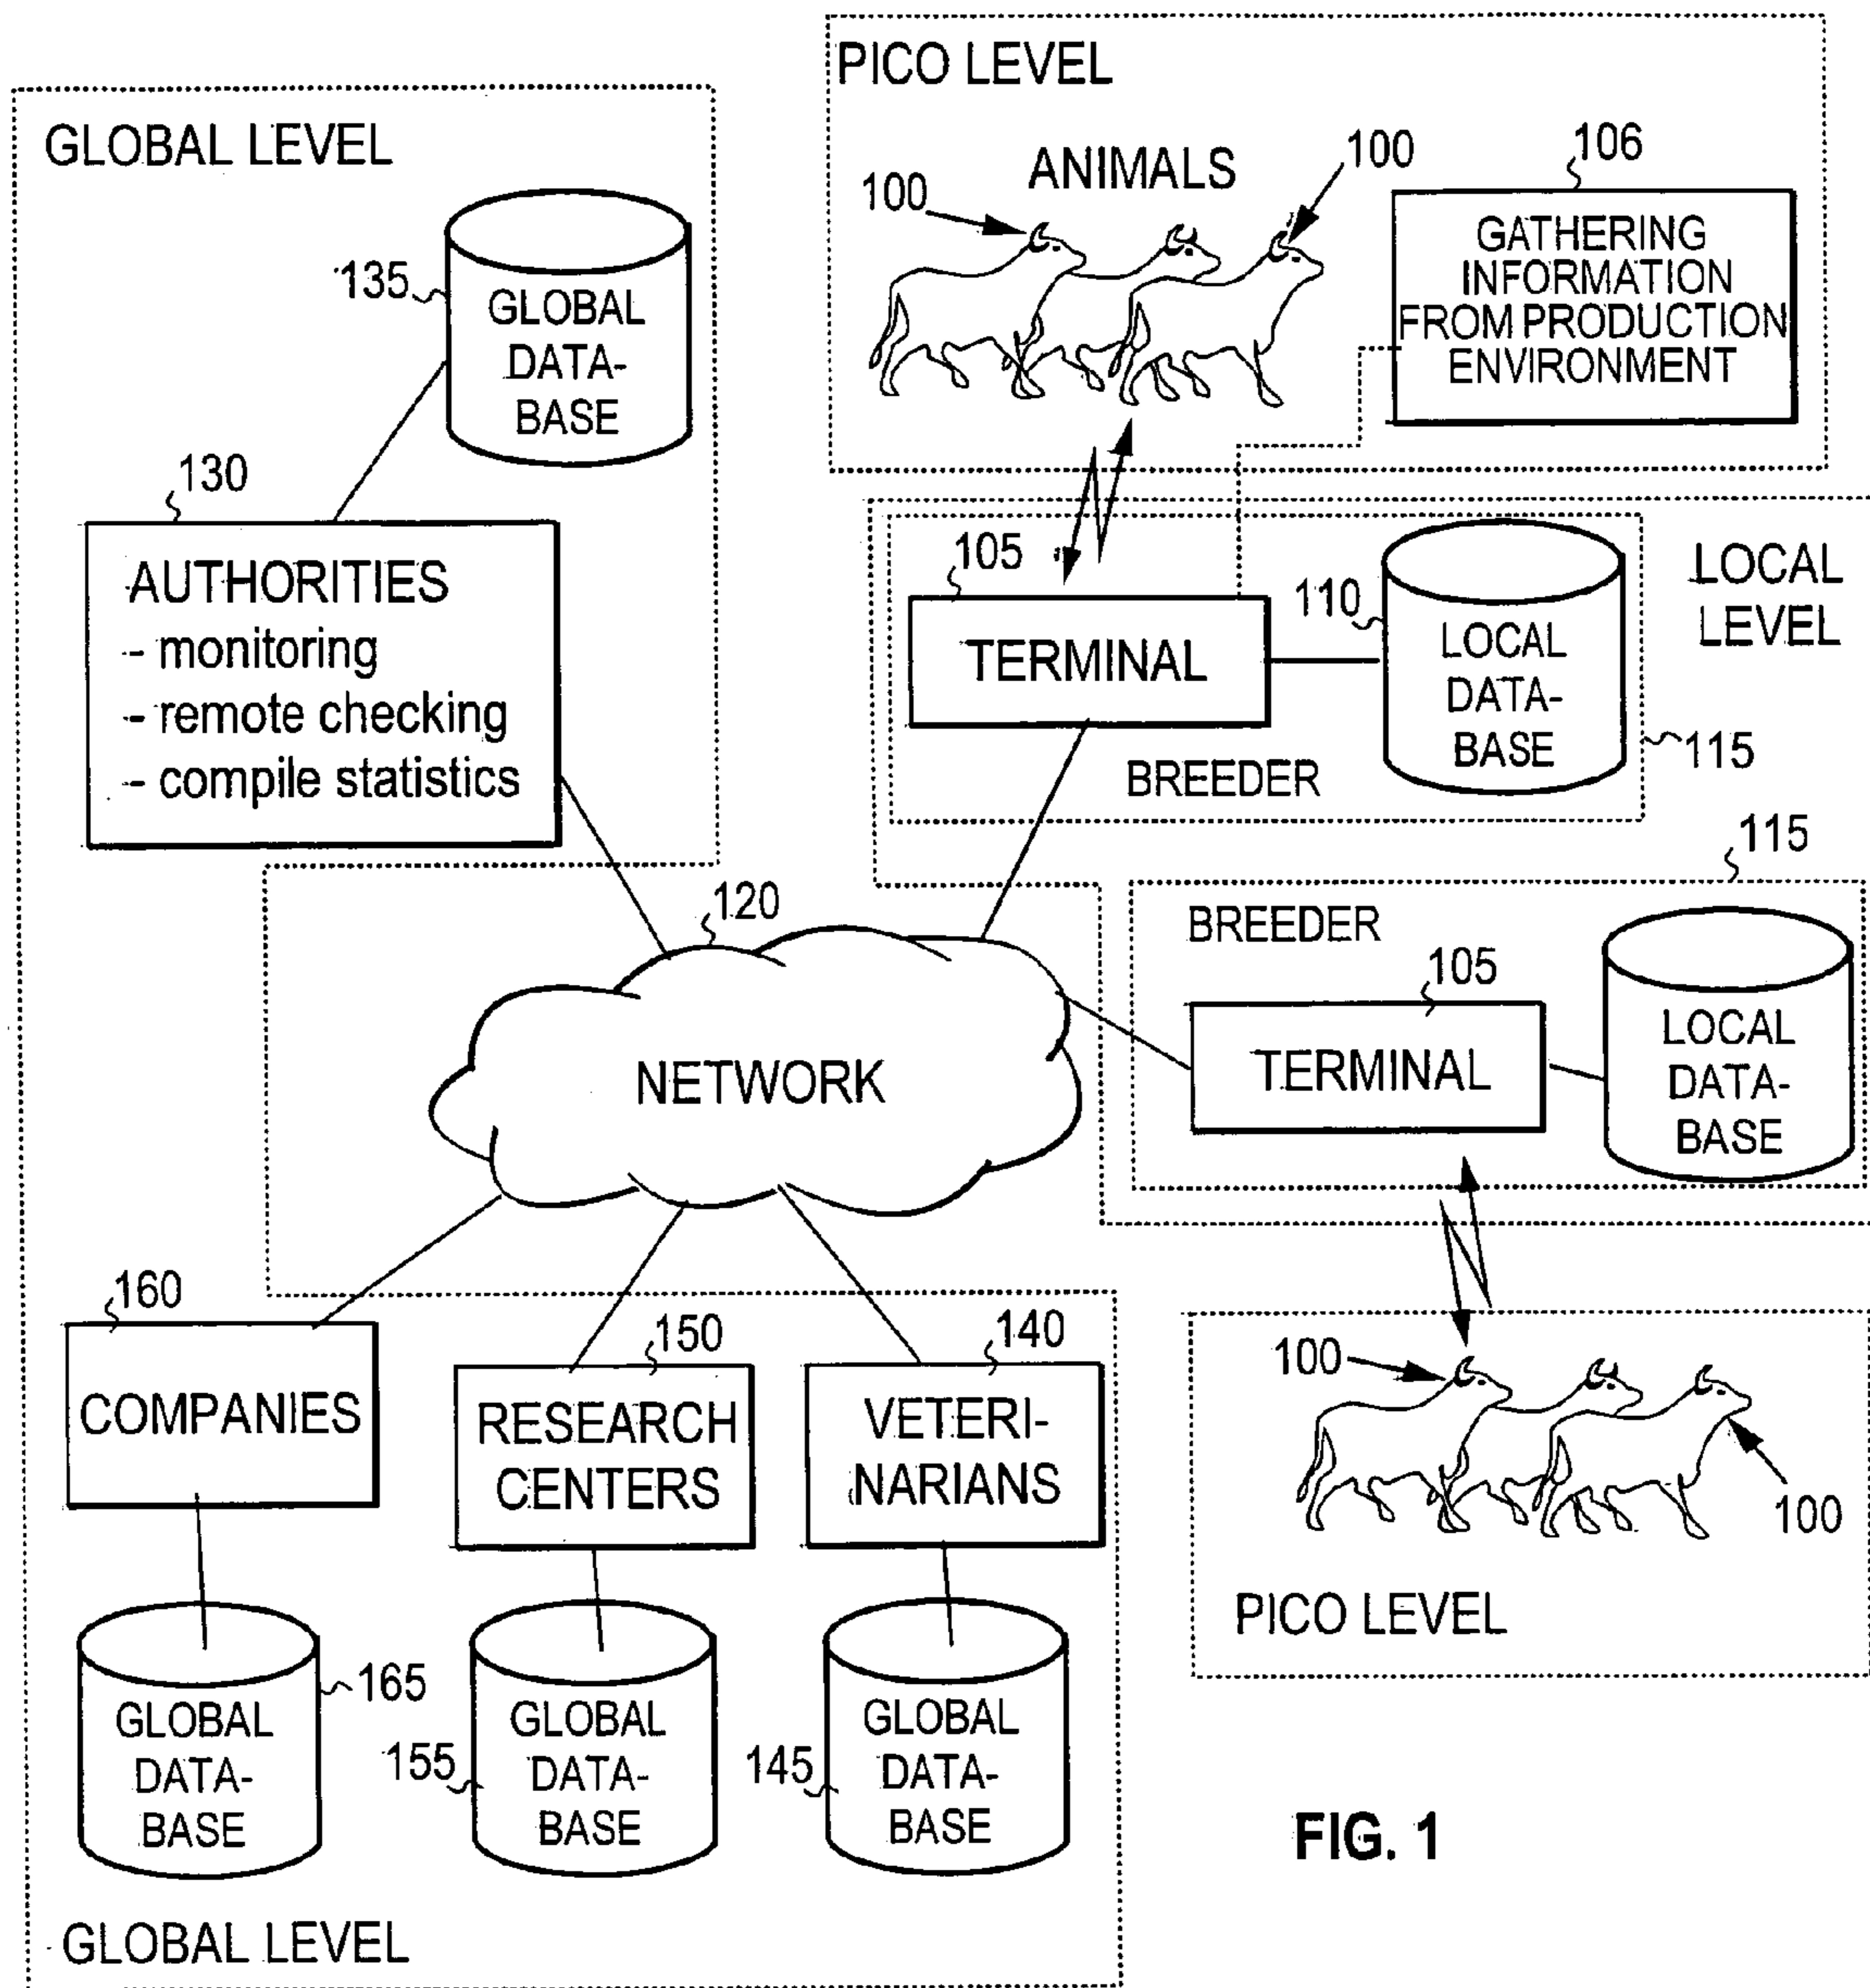 PICO LEVEL
GLOBAL LEVEL
106
100
ANIMALS
100
GATHERING
INFORMATION
FROM PRODUCTION
ENVIRONMENT
135
GLOBAL
DATA-
BASE
130
AUTHORITIES
- monitoring
- remote checking
- compile statistics
105
TERMINAL
110
LOCAL
DATA-
BASE
LOCAL
LEVEL
115
BREEDER
115
120
NETWORK
BREEDER
105
TERMINAL
LOCAL
DATA-
BASE
160
COMPANIES
150
RESEARCH
CENTERS
140
VETERI-
NARIANS
100
100
PICO LEVEL
165
GLOBAL
DATA-
BASE
155
GLOBAL
DATA-
BASE
145
GLOBAL
DATA-
BASE
FIG. 1
GLOBAL LEVEL